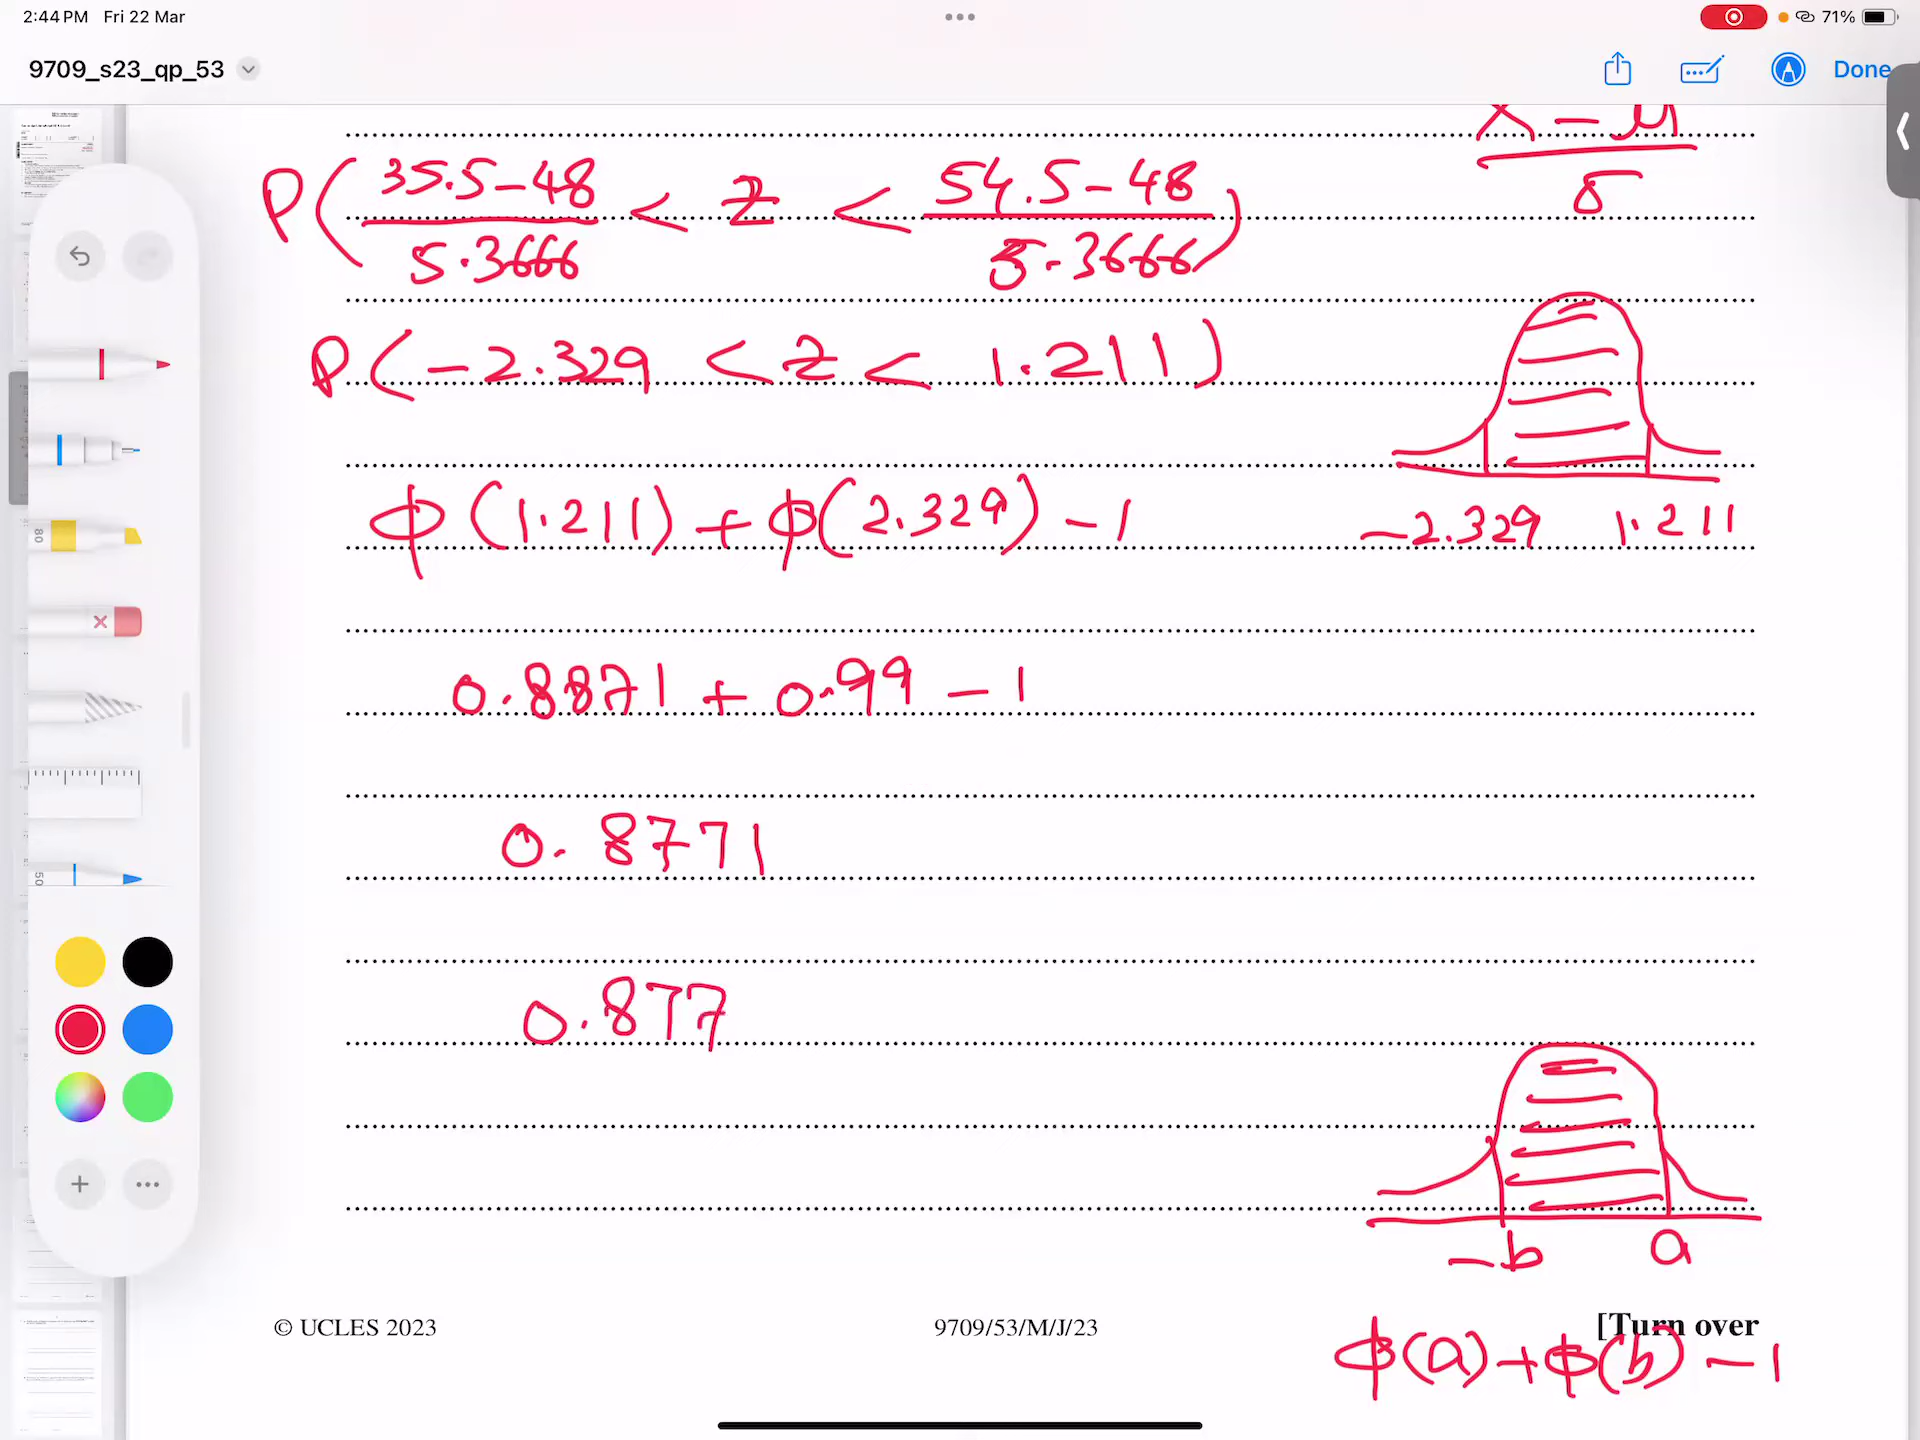 2:44 PM Fri 22 Mar
71%
9709_s23_qp_53
Done
X – μ
σ
P( 35.5 – 48 / 5.3666 < Z < 54.5 – 48 / 5.3666 )
P( – 2.329 < Z < 1.211 )
ϕ (1.211) + ϕ(2.329) – 1
– 2.329 1.211
0.8871 + 0.99 – 1
0.8771
0.877
– b a
80
50
© UCLES 2023
9709/53/M/J/23
[Turn over
ϕ(a) + ϕ(b) – 1